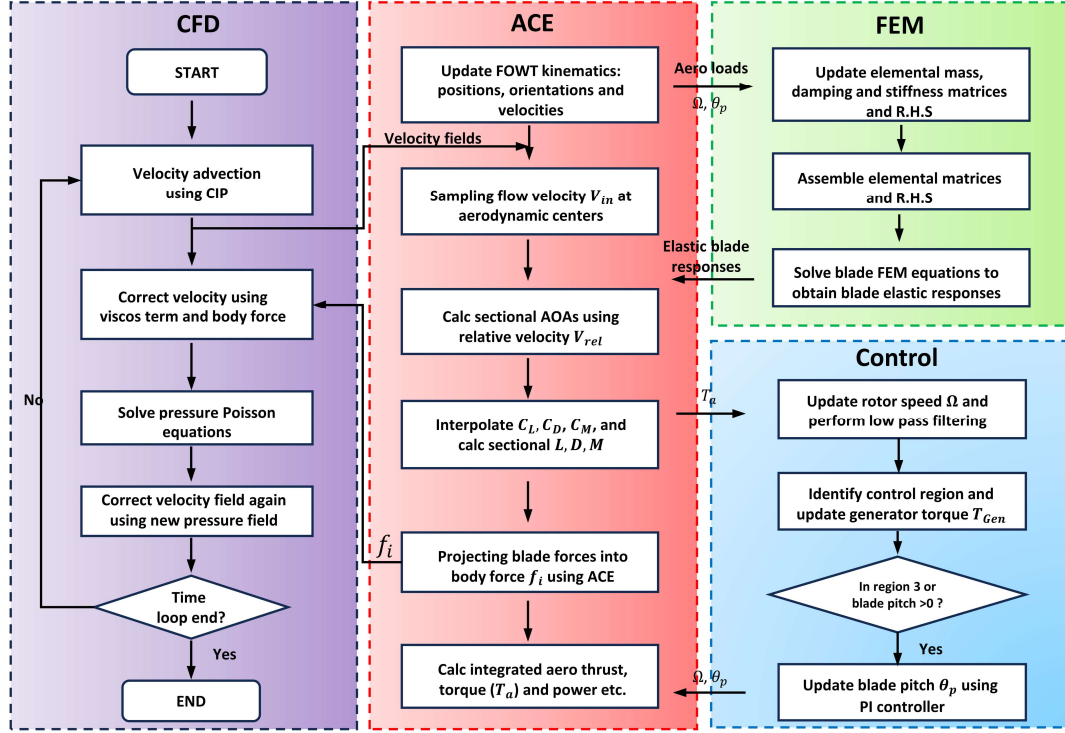 CFD
START
Velocity advection
using CIP
Correct velocity using
viscos term and body force
No
Solve pressure Poisson
equations
Correct velocity field again
using new pressure field
Time
loop end?
Yes
END
ACE
Update FOWT kinematics:
positions, orientations and
velocities
Velocity fields
Sampling flow velocity V_in at
aerodynamic centers
Calc sectional AOAs using
relative velocity V_rel
Interpolate C_L, C_D, C_M, and
calc sectional L, D, M
f_i
Projecting blade forces into
body force f_i using ACE
Calc integrated aero thrust,
torque (T_a) and power etc.
Aero loads
Ω, θ_p
Elastic blade
responses
T_a
Ω, θ_p
FEM
Update elemental mass,
damping and stiffness matrices
and R.H.S
Assemble elemental matrices
and R.H.S
Solve blade FEM equations to
obtain blade elastic responses
Control
Update rotor speed Ω and
perform low pass filtering
Identify control region and
update generator torque T_Gen
In region 3 or
blade pitch >0 ?
Yes
Update blade pitch θ_p using
PI controller